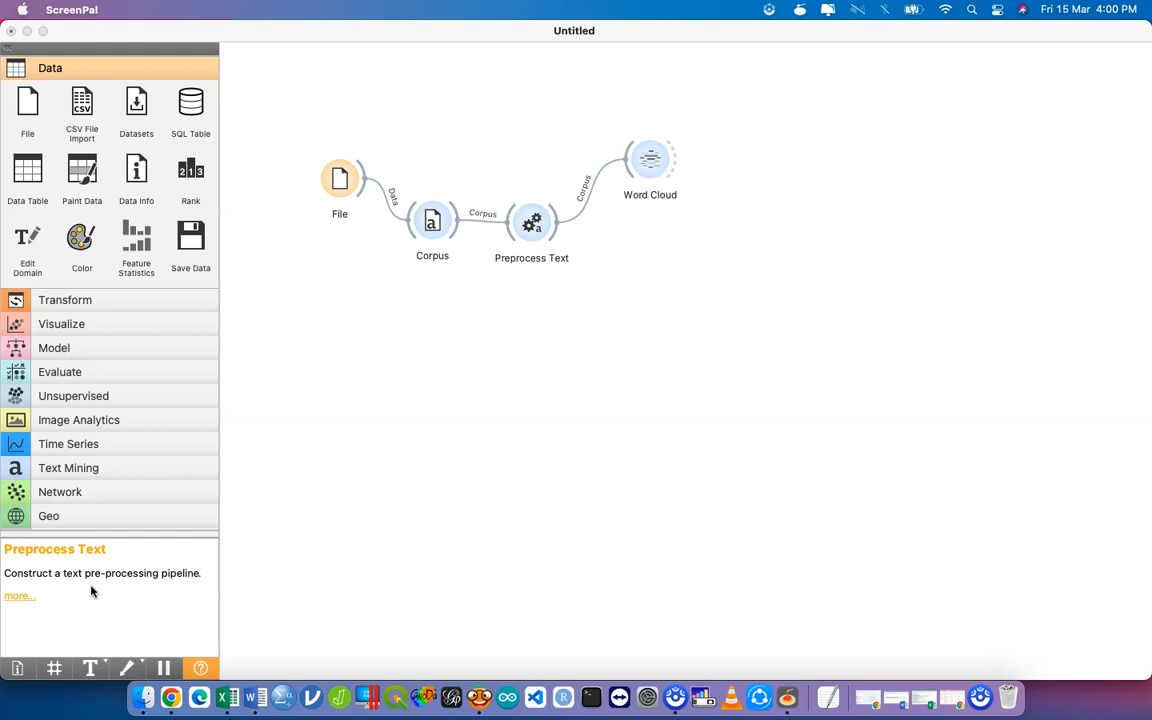 ScreenPal
Fri 15 Mar 4:00 PM
Untitled
Data
File
CSV File
Import
Datasets
SQL Table
Data Table
Paint Data
Data Info
Rank
Edit
Domain
Color
Feature
Statistics
Save Data
Transform
Visualize
Model
Evaluate
Unsupervised
Image Analytics
Time Series
Text Mining
Network
Geo
Preprocess Text
Construct a text pre-processing pipeline.
more...
File
Data
Corpus
Corpus
Preprocess Text
Corpus
Word Cloud